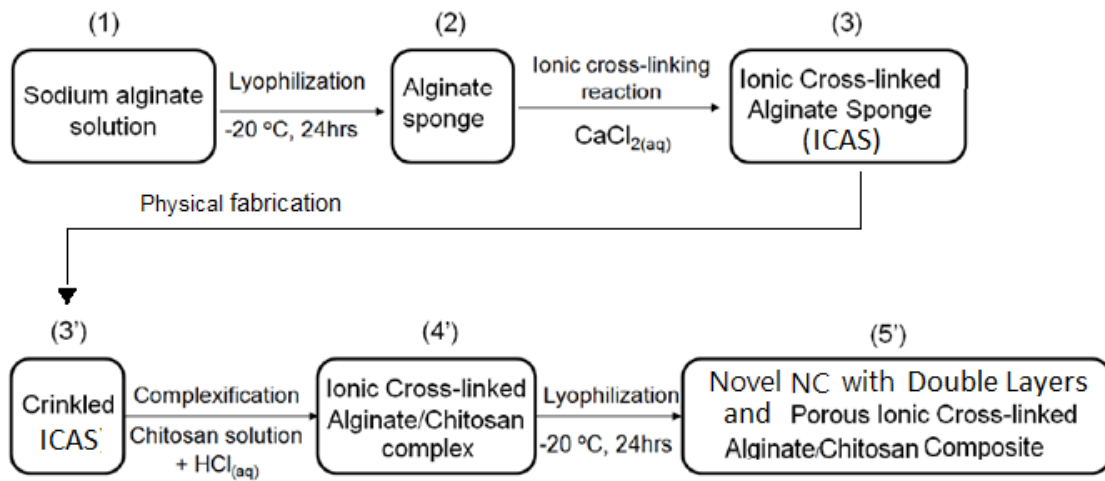 (1)
Sodium alginate
solution
Lyophilization
-20 ºC, 24hrs
(2)
Alginate
sponge
Ionic cross-linking
reaction
CaCl2(aq)
(3)
Ionic Cross-linked
Alginate Sponge
(ICAS)
Physical fabrication
(3')
Crinkled
ICAS
Complexification
Chitosan solution
+ HCl(aq)
(4')
Ionic Cross-linked
Alginate/Chitosan
complex
Lyophilization
-20 ºC, 24hrs
(5')
Novel NC with Double Layers
and Porous Ionic Cross-linked
Alginate/Chitosan Composite